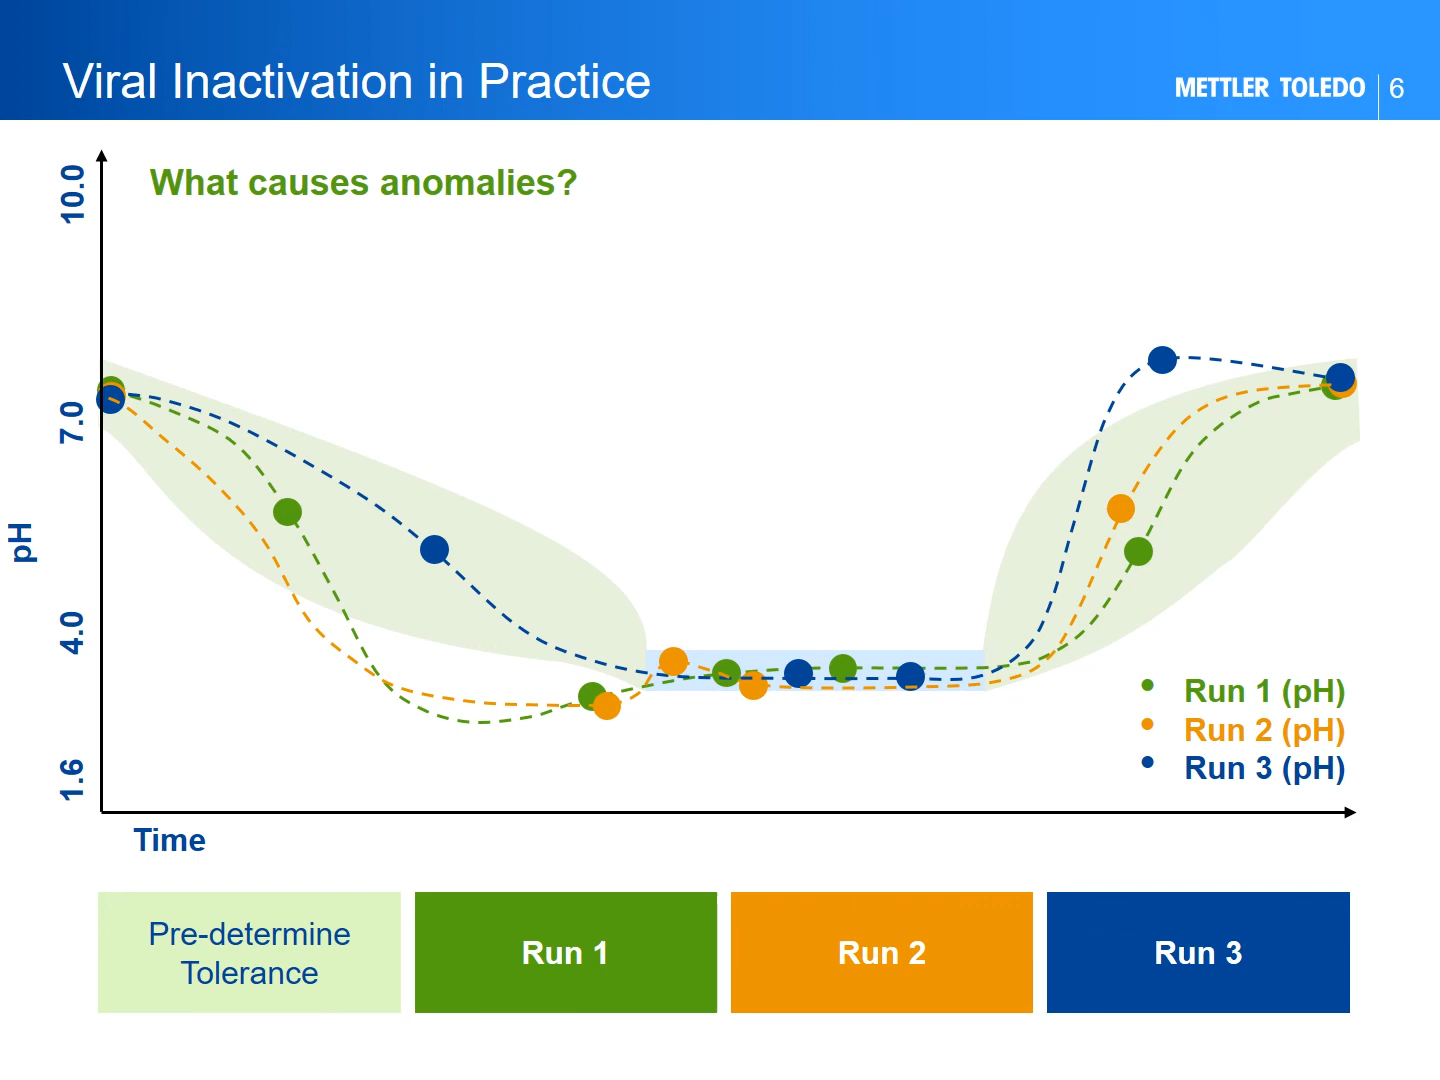 Viral Inactivation in Practice
METTLER TOLEDO
6
What causes anomalies?
10.0
7.0
4.0
1.6
pH
Time
• Run 1 (pH)
• Run 2 (pH)
• Run 3 (pH)
Pre-determine
Tolerance
Run 1
Run 2
Run 3